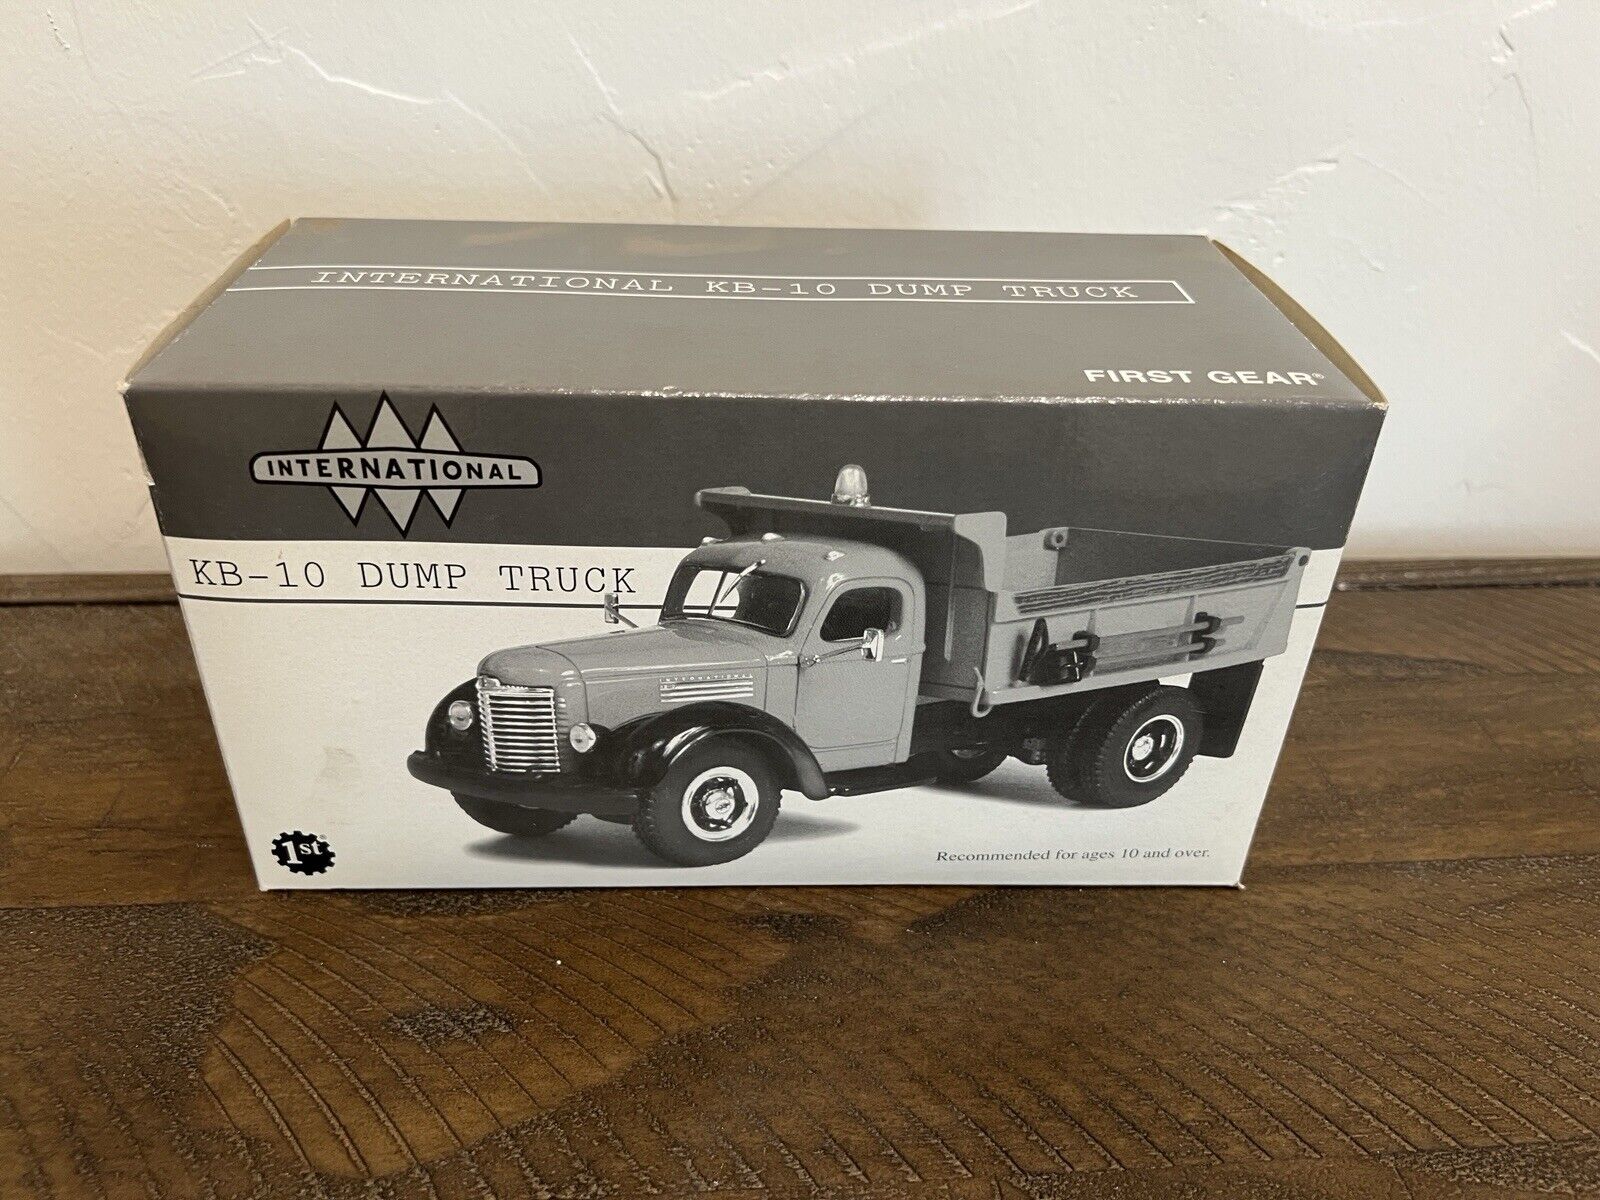 INTERNATIONAL KB-10 DUMP TRUCK
FIRST GEAR®
INTERNATIONAL
KB-10 DUMP TRUCK
INTERNATIONAL
1st
Recommended for ages 10 and over.